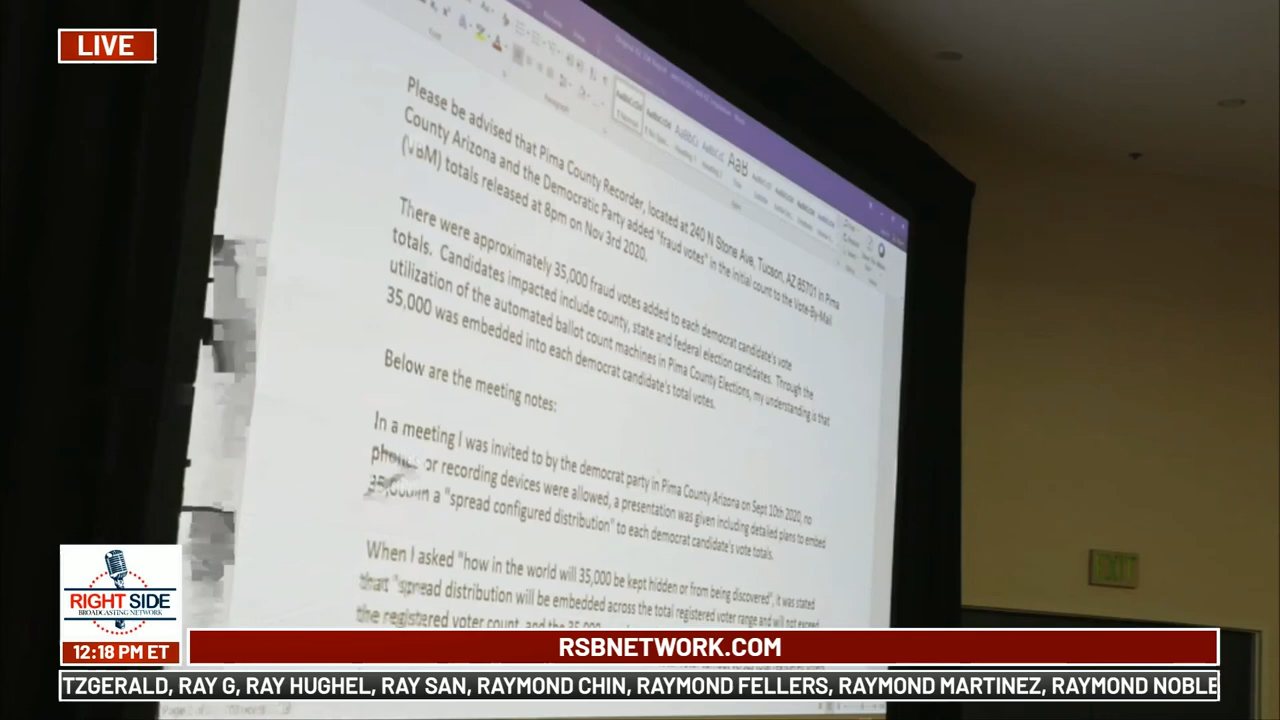 LIVE
Please be advised that Pima County Recorder, located at 240 N Stone Ave, Tucson, AZ 85701 in Pima
County Arizona and the Democratic Party added "fraud votes" in the initial count to the Vote-By-Mail
(VBM) totals released at 8pm on Nov 3rd 2020.
There were approximately 35,000 fraud votes added to each democrat candidate's vote
totals. Candidates impacted include county, state and federal election candidates. Through the
utilization of the automated ballot count machines in Pima County Elections, my understanding is that
35,000 was embedded into each democrat candidate's total votes.
Below are the meeting notes:
In a meeting I was invited to by the democrat party in Pima County Arizona on Sept 10th 2020, no
phones or recording devices were allowed, a presentation was given including detailed plans to embed
35,000 in a "spread configured distribution" to each democrat candidate's vote totals.
When I asked "how in the world will 35,000 be kept hidden or from being discovered", it was stated
that "spread distribution will be embedded across the total registered voter range and will not exceed
the registered voter count, and the 35,000
EXIT
RIGHT SIDE
BROADCASTING NETWORK
12:18 PM ET
RSBNETWORK.COM
TZGERALD, RAY G, RAY HUGHEL, RAY SAN, RAYMOND CHIN, RAYMOND FELLERS, RAYMOND MARTINEZ, RAYMOND NOBLE